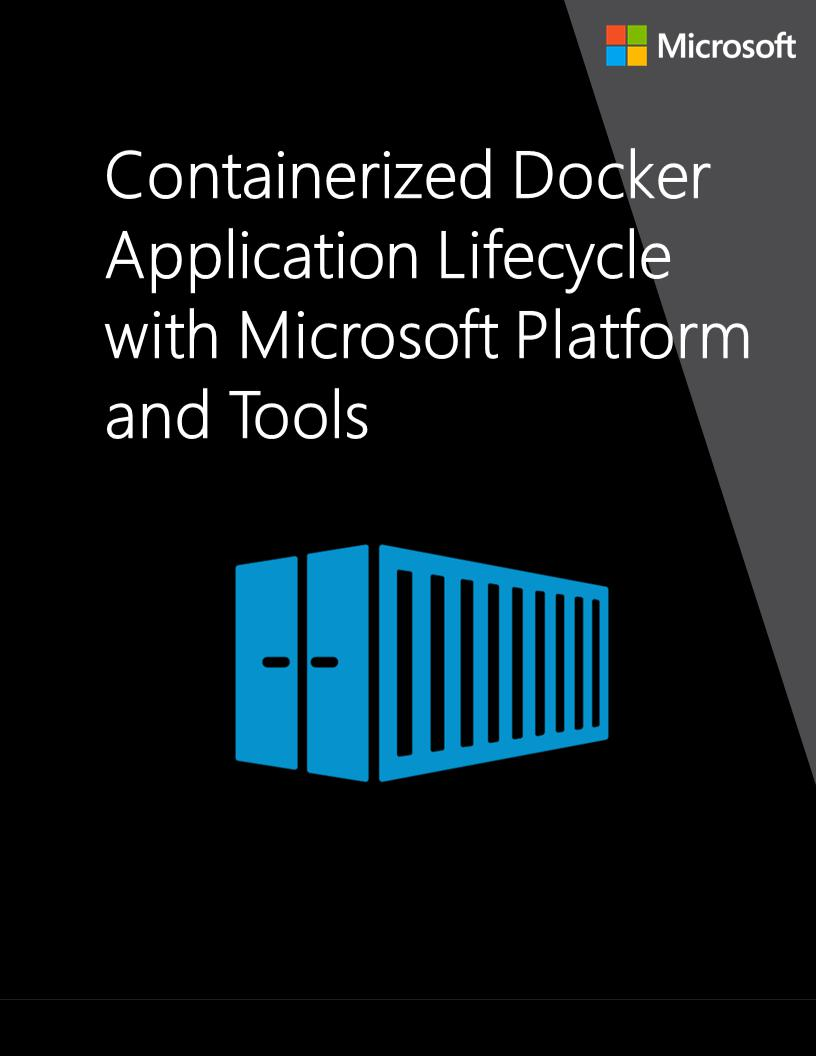 Microsoft
Containerized Docker
Application Lifecycle
with Microsoft Platform
and Tools